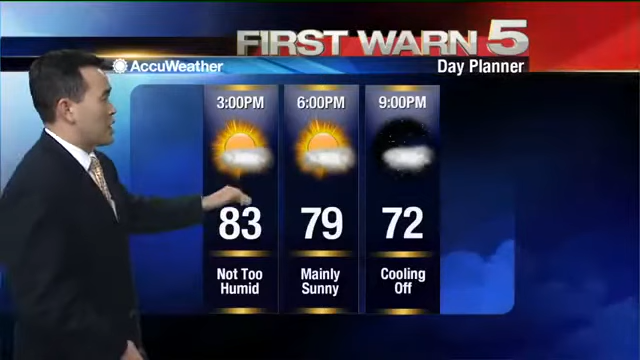 FIRST WARN 5
AccuWeather
Day Planner
3:00PM 6:00PM 9:00PM
83 79 72
Not Too Mainly Cooling
Humid Sunny Off